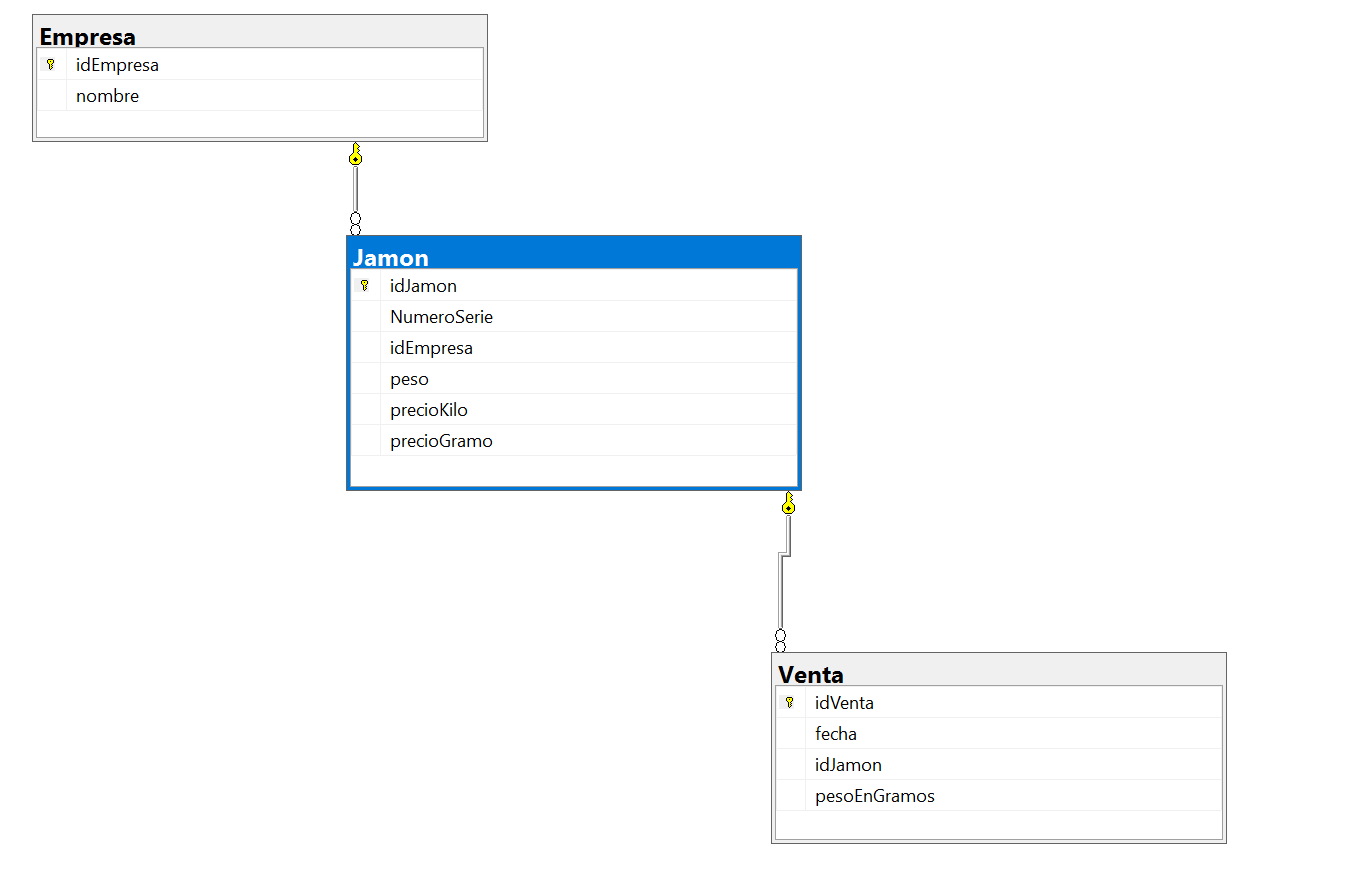 Empresa
idEmpresa
nombre
Jamon
idJamon
NumeroSerie
idEmpresa
peso
precioKilo
precioGramo
Venta
idVenta
fecha
idJamon
pesoEnGramos